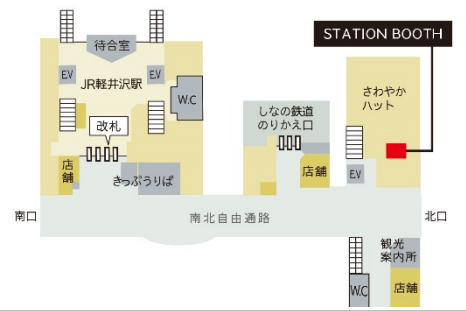 STATION BOOTH
待合室
E.V
E.V
JR軽井沢駅
W.C
改札
店
舗
きっぷうりば
しなの鉄道
のりかえ口
店舗
さわやか
ハット
E.V
南口
南北自由通路
北口
観光
案内所
W.C
店舗